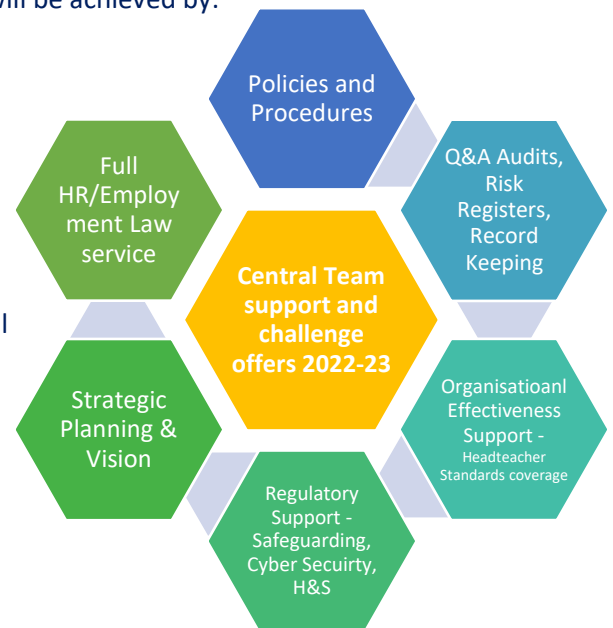 will be achieved by:
Policies and
Procedures
Q&A Audits,
Risk
Registers,
Record
Keeping
Organisatioanl
Effectiveness
Support -
Headteacher
Standards coverage
Regulatory
Support -
Safeguarding,
Cyber Secuirty,
H&S
Strategic
Planning &
Vision
Full
HR/Employ
ment Law
service
Central Team
support and
challenge
offers 2022-23